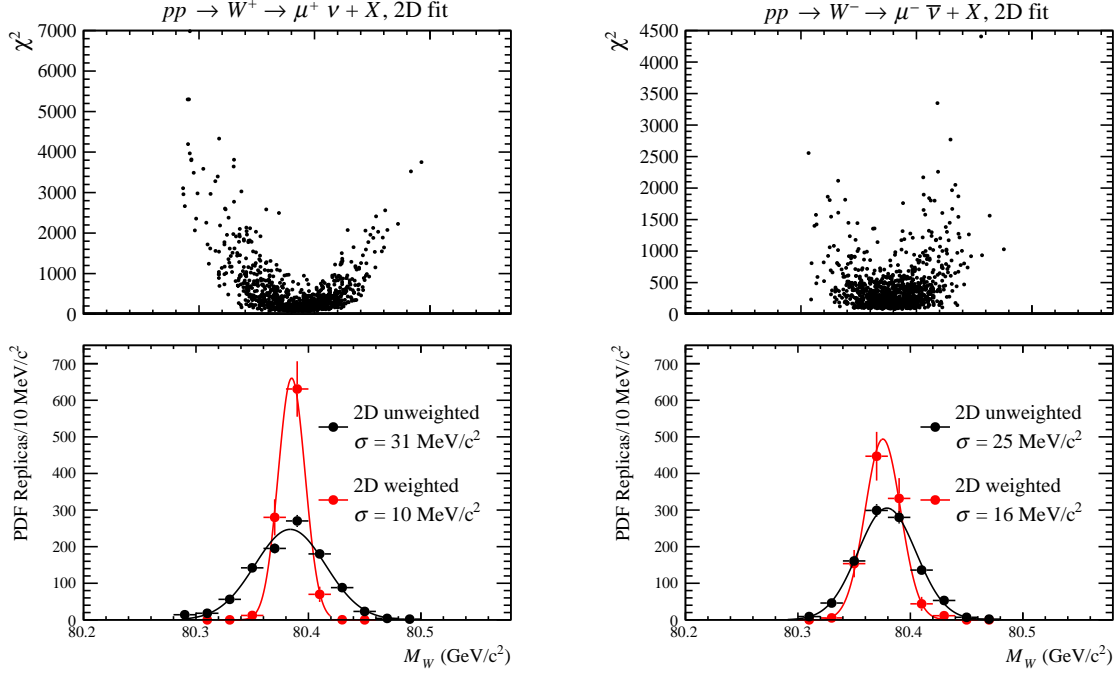 pp → W⁺ → μ⁺ ν + X, 2D fit
χ²
7000
6000
5000
4000
3000
2000
1000
0
PDF Replicas/10 MeV/c²
700
600
500
400
300
200
100
0
2D unweighted
σ = 31 MeV/c²
2D weighted
σ = 10 MeV/c²
80.2 80.3 80.4 80.5
M_W (GeV/c²)
pp → W⁻ → μ⁻ ν̅ + X, 2D fit
χ²
4500
4000
3500
3000
2500
2000
1500
1000
500
0
PDF Replicas/10 MeV/c²
700
600
500
400
300
200
100
0
2D unweighted
σ = 25 MeV/c²
2D weighted
σ = 16 MeV/c²
80.2 80.3 80.4 80.5
M_W (GeV/c²)